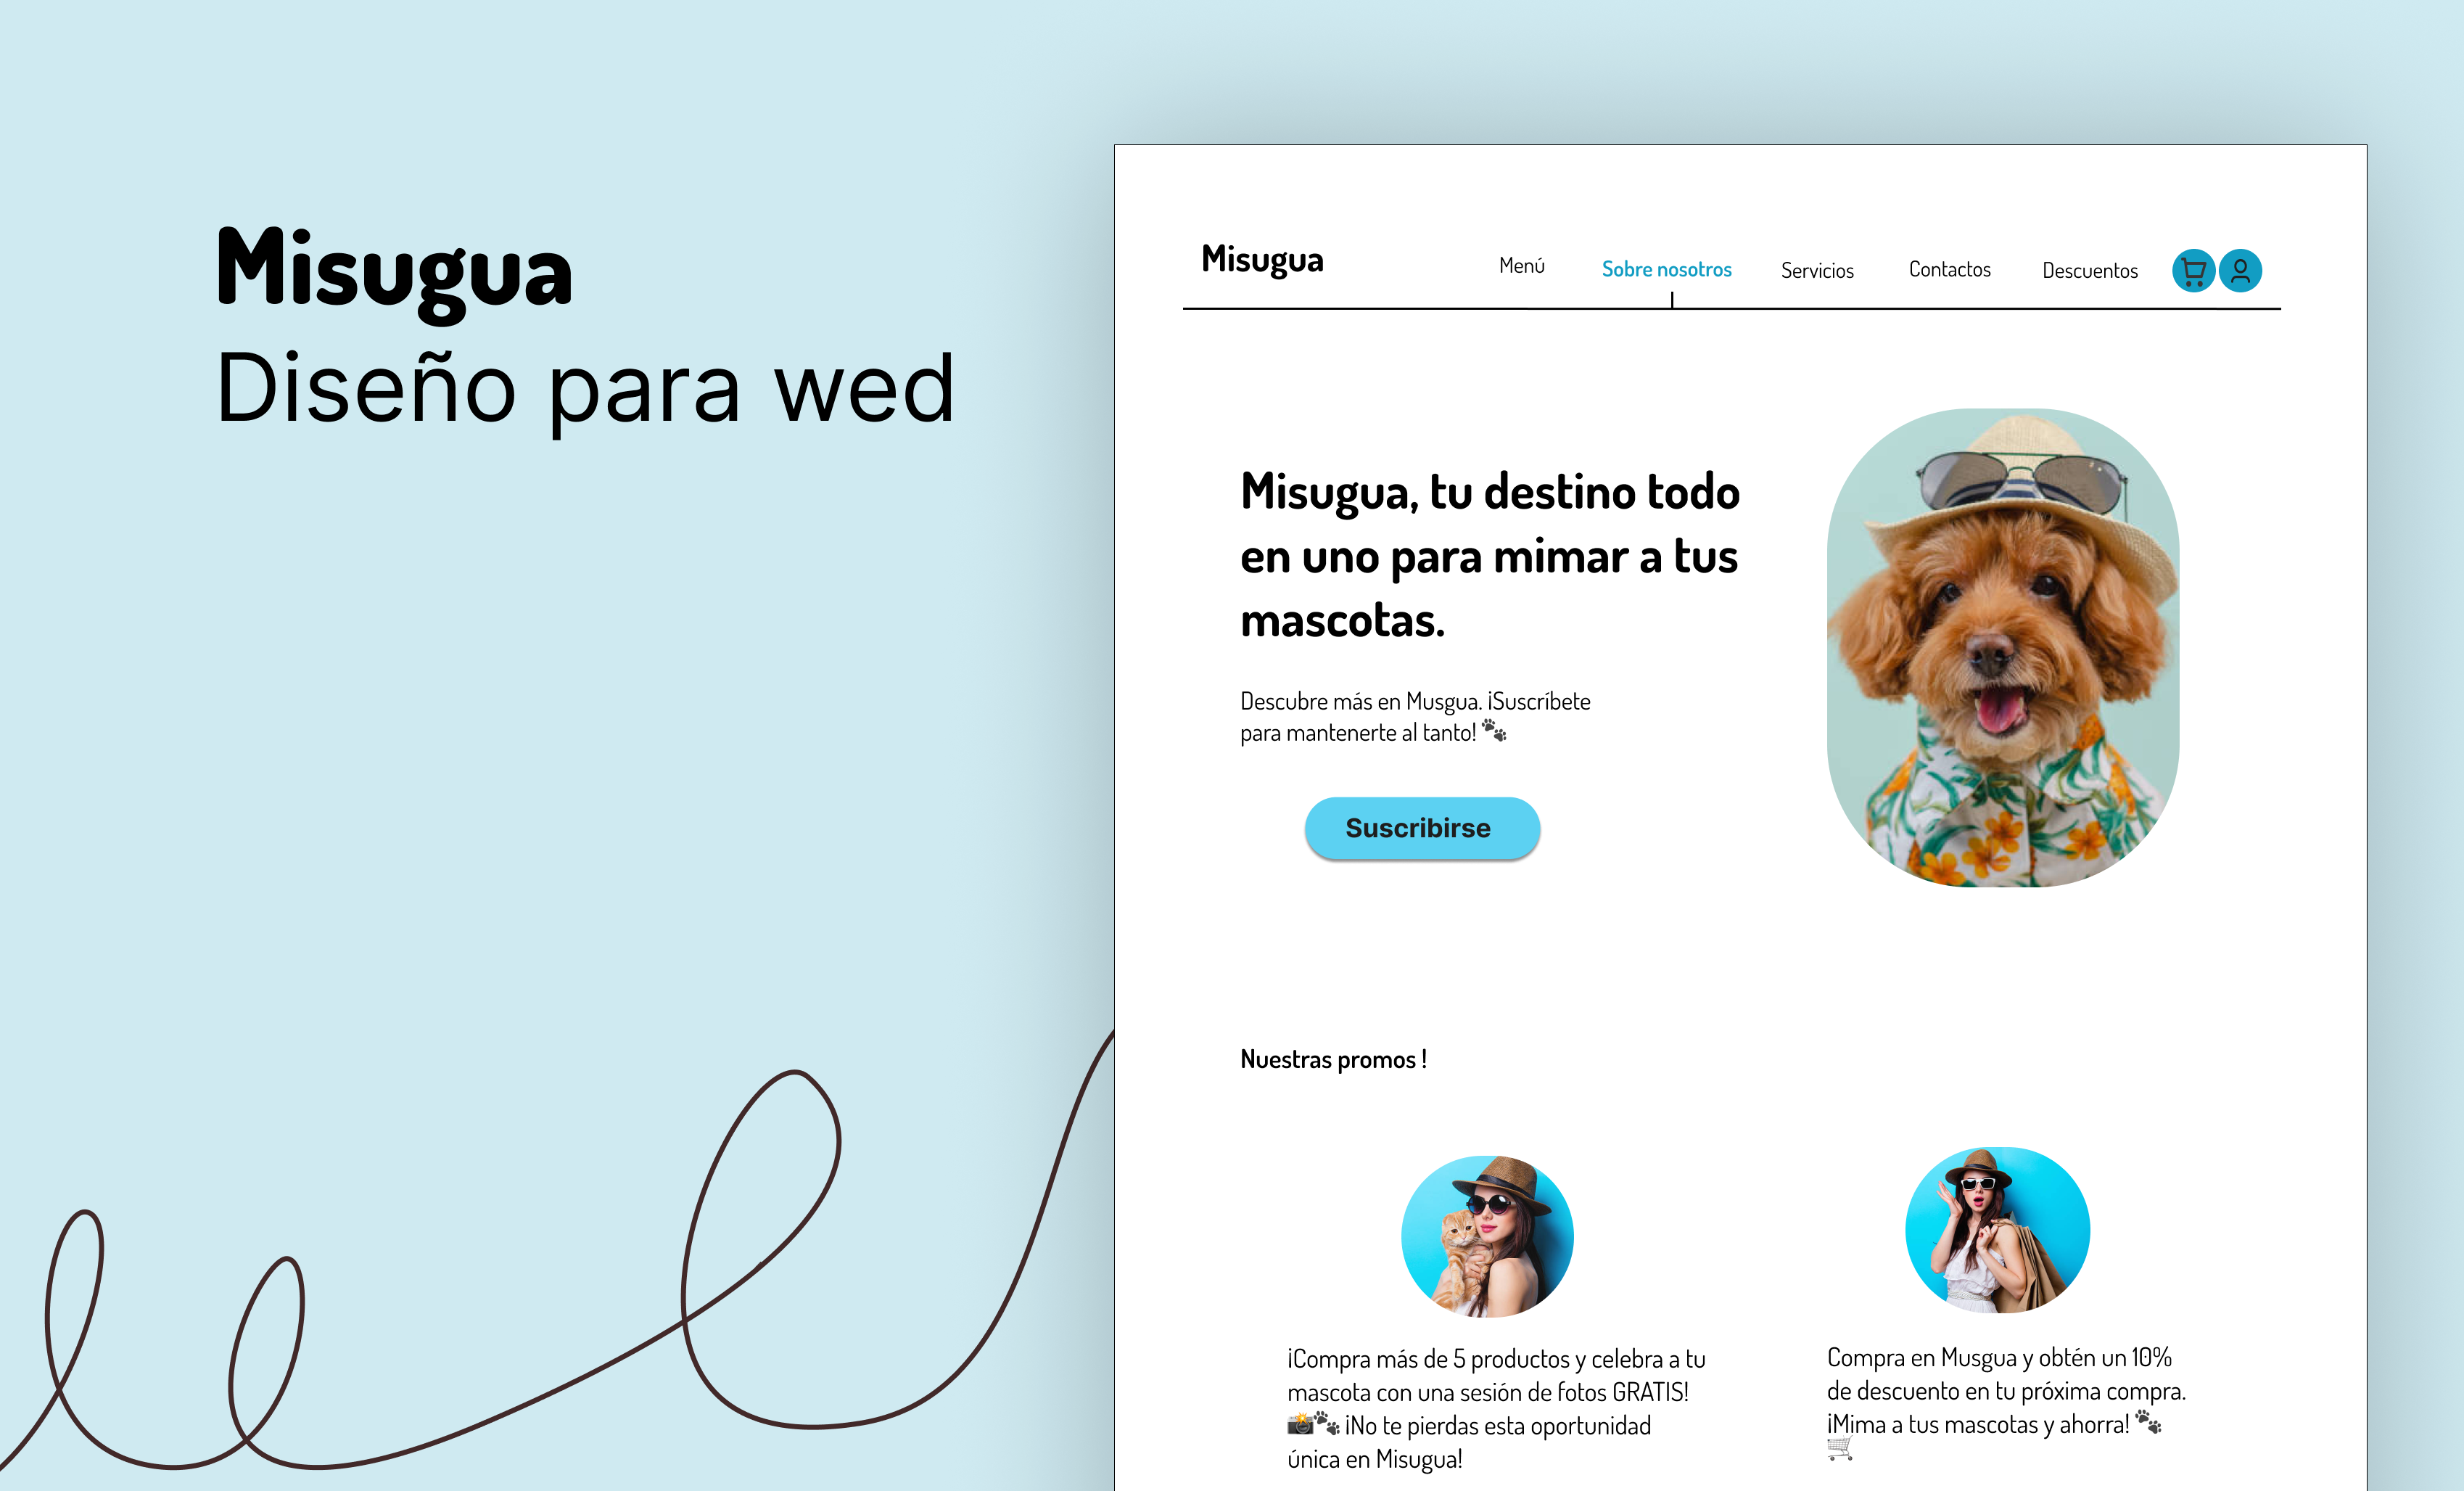 Misugua
Diseño para wed
Misugua
Menú
Sobre nosotros
Servicios
Contactos
Descuentos
Misugua, tu destino todo
en uno para mimar a tus
mascotas.
Descubre más en Musgua. ¡Suscríbete
para mantenerte al tanto! 🐾
Suscribirse
Nuestras promos !
¡Compra más de 5 productos y celebra a tu
mascota con una sesión de fotos GRATIS!
📸🐾 ¡No te pierdas esta oportunidad
única en Misugua!
Compra en Musgua y obtén un 10%
de descuento en tu próxima compra.
¡Mima a tus mascotas y ahorra! 🐾
🛒